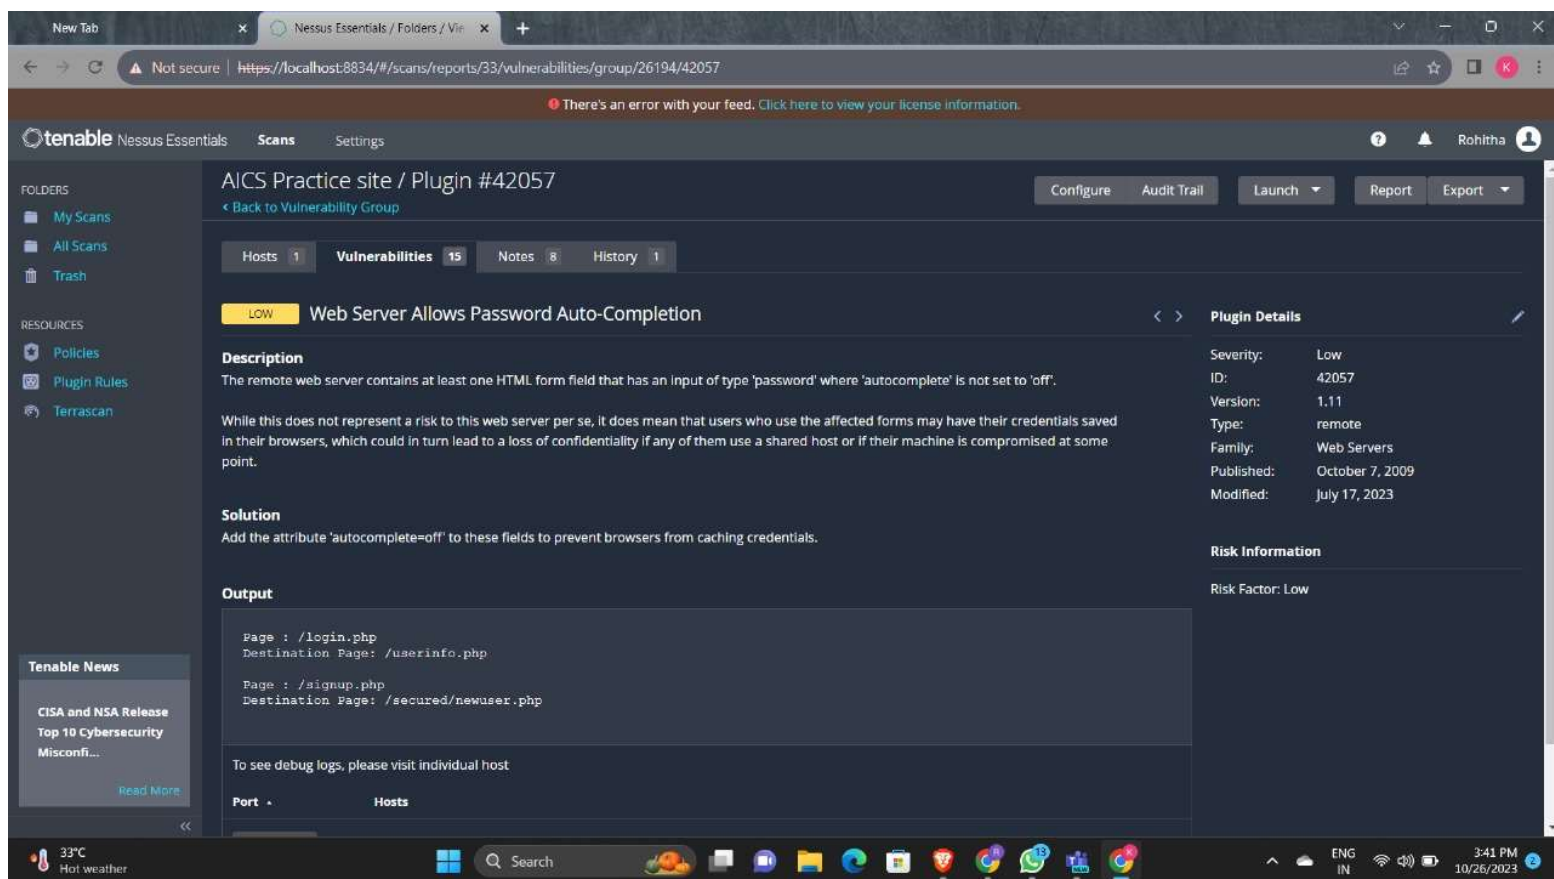 New Tab
Nessus Essentials / Folders / Vie
Not secure | https://localhost:8834/#/scans/reports/33/vulnerabilities/group/26194/42057
K
There's an error with your feed. Click here to view your license information.
tenable Nessus Essentials Scans Settings Rohitha
FOLDERS
My Scans
All Scans
Trash
RESOURCES
Policies
Plugin Rules
Terrascan
Tenable News
CISA and NSA Release
Top 10 Cybersecurity
Misconfi...
Read More
AICS Practice site / Plugin #42057
Back to Vulnerability Group
Configure Audit Trail Launch Report Export
Hosts 1 Vulnerabilities 15 Notes 8 History 1
LOW Web Server Allows Password Auto-Completion
Description
The remote web server contains at least one HTML form field that has an input of type 'password' where 'autocomplete' is not set to 'off'.
While this does not represent a risk to this web server per se, it does mean that users who use the affected forms may have their credentials saved
in their browsers, which could in turn lead to a loss of confidentiality if any of them use a shared host or if their machine is compromised at some
point.
Solution
Add the attribute 'autocomplete=off' to these fields to prevent browsers from caching credentials.
Output
Page : /login.php
Destination Page: /userinfo.php
Page : /signup.php
Destination Page: /secured/newuser.php
To see debug logs, please visit individual host
Port Hosts
Plugin Details
Severity: Low
ID: 42057
Version: 1.11
Type: remote
Family: Web Servers
Published: October 7, 2009
Modified: July 17, 2023
Risk Information
Risk Factor: Low
33°C
Hot weather
Search
13
NEW
ENG
IN
3:41 PM
10/26/2023
2